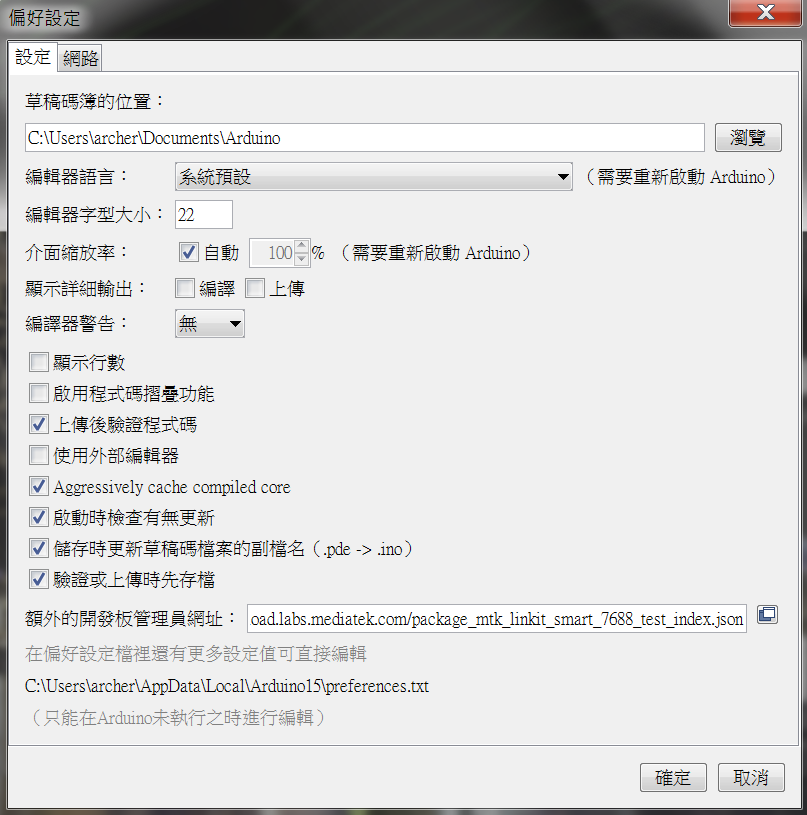 偏好設定
設定 網路
草稿碼簿的位置：
C:\Users\archer\Documents\Arduino 瀏覽
編輯器語言： 系統預設 （需要重新啟動 Arduino）
編輯器字型大小： 22
介面縮放率： 自動 100 % （需要重新啟動 Arduino）
顯示詳細輸出： 編譯 上傳
編譯器警告： 無
顯示行數
啟用程式碼摺疊功能
上傳後驗證程式碼
使用外部編輯器
Aggressively cache compiled core
啟動時檢查有無更新
儲存時更新草稿碼檔案的副檔名（.pde -> .ino）
驗證或上傳時先存檔
額外的開發板管理員網址： oad.labs.mediatek.com/package_mtk_linkit_smart_7688_test_index.json
在偏好設定檔裡還有更多設定值可直接編輯
C:\Users\archer\AppData\Local\Arduino15\preferences.txt
（只能在Arduino未執行之時進行編輯）
確定 取消